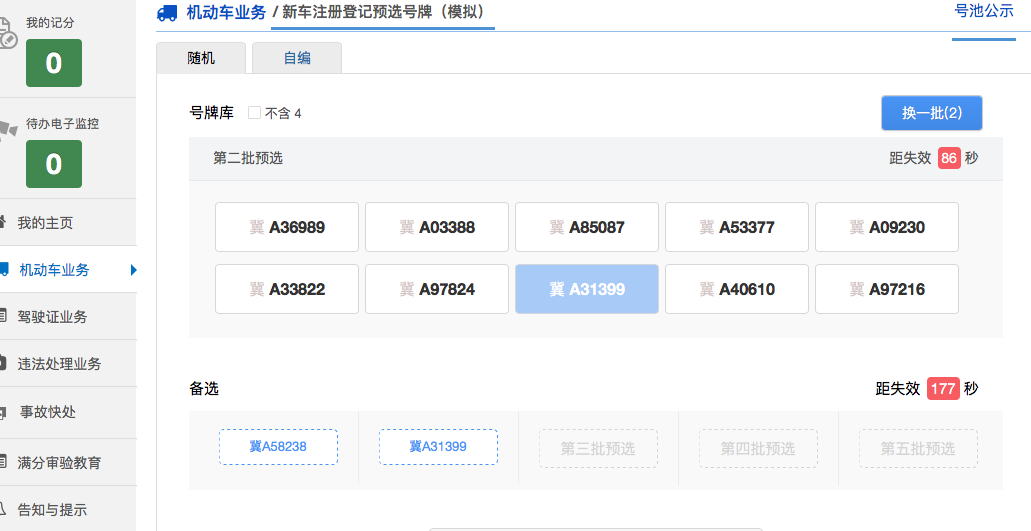 我的记分
0
待办电子监控
0
我的主页
机动车业务
驾驶证业务
违法处理业务
事故快处
满分审验教育
告知与提示
机动车业务 / 新车注册登记预选号牌（模拟）
号池公示
随机 自编
号牌库 不含 4 换一批(2)
第二批预选 距失效 86 秒
冀 A36989 冀 A03388 冀 A85087 冀 A53377 冀 A09230
冀 A33822 冀 A97824 冀 A31399 冀 A40610 冀 A97216
备选 距失效 177 秒
冀A58238 冀A31399 第三批预选 第四批预选 第五批预选